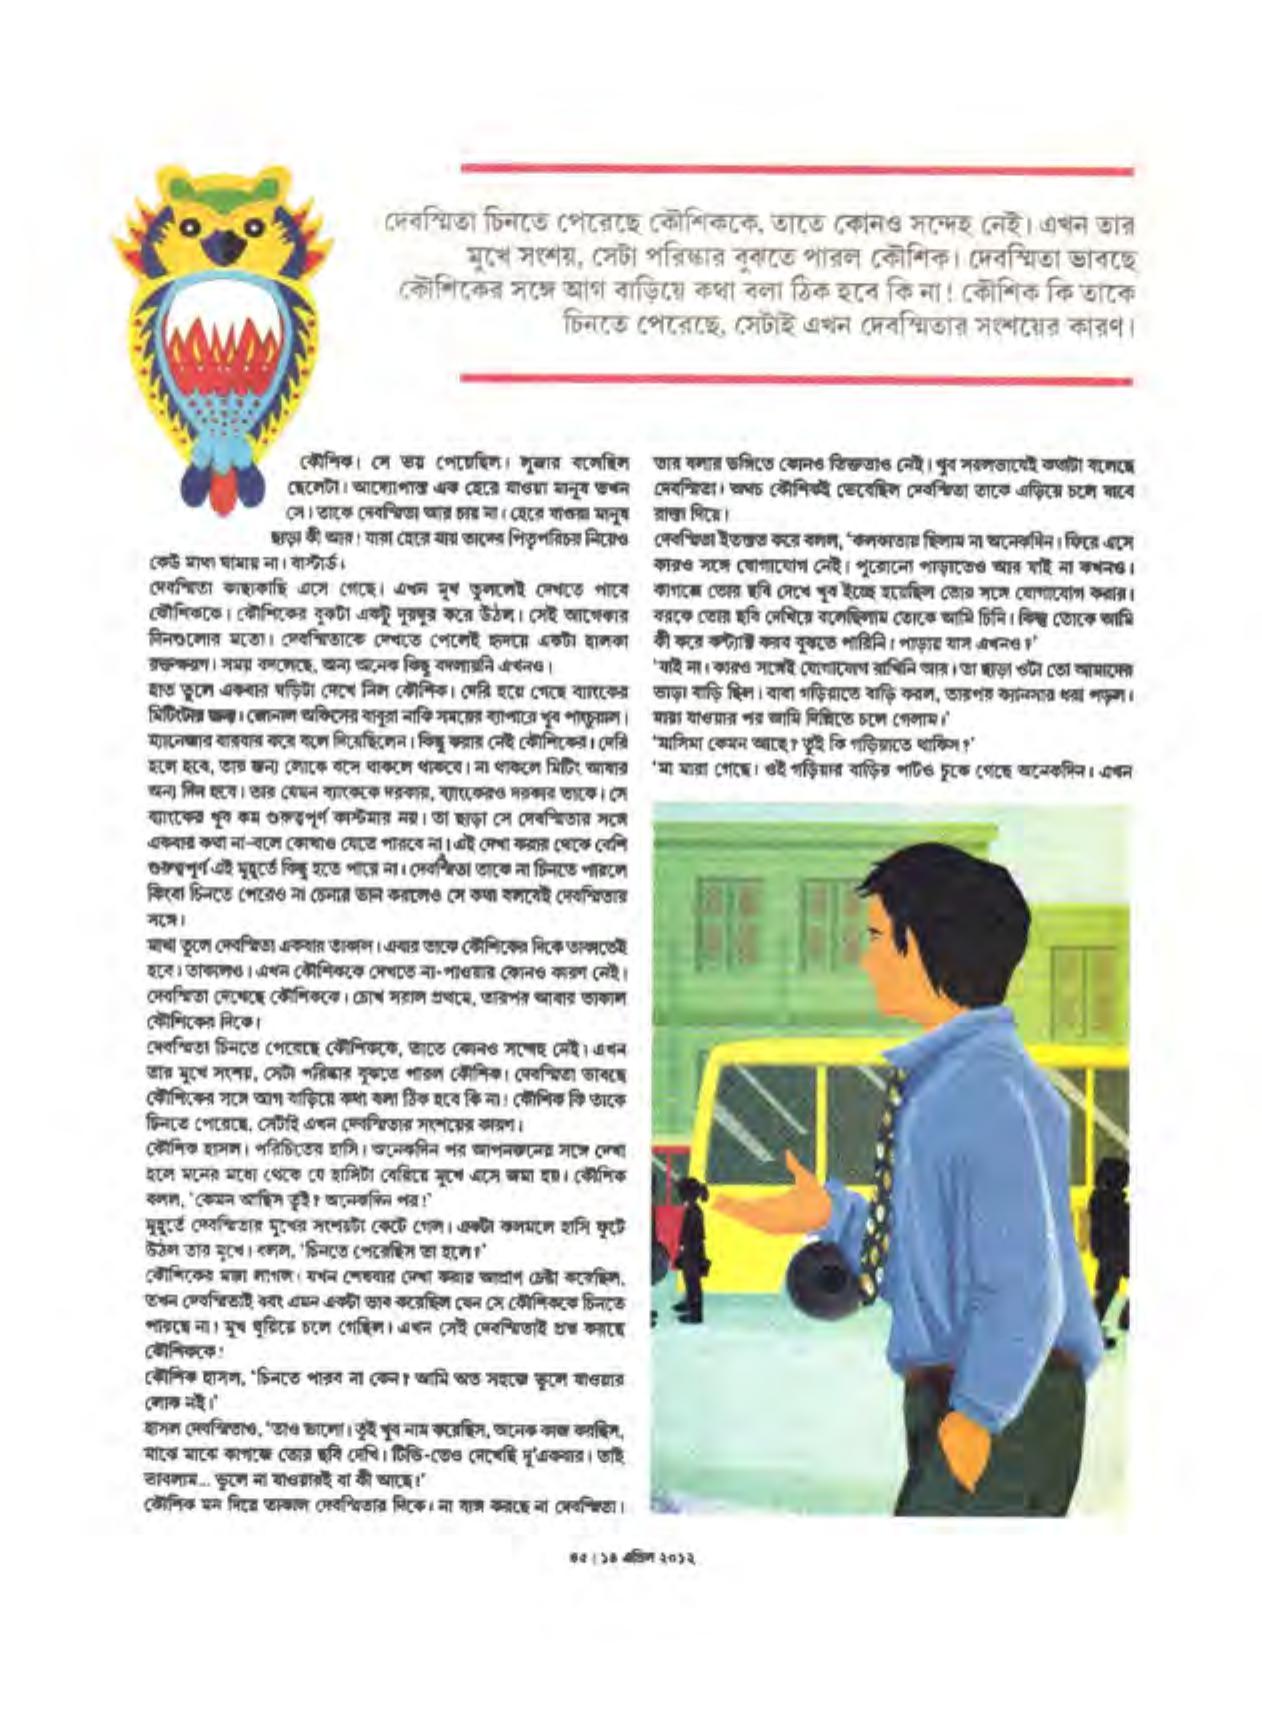 দেবস্মিতা চিনতে পেরেছে কৌশিককে, তাতে কোনও সন্দেহ নেই। এখন তার
মুখে সংশয়, সেটা পরিষ্কার বুঝতে পারল কৌশিক। দেবস্মিতা ভাবছে
কৌশিকের সঙ্গে আগ বাড়িয়ে কথা বলা ঠিক হবে কি না! কৌশিক কি তাকে
চিনতে পেরেছে, সেটাই এখন দেবস্মিতার সংশয়ের কারণ।
কৌশিক। সে ভয় পেয়েছিল। লুজার বলেছিল
ছেলেটা। আদ্যোপান্ত এক হেরে যাওয়া মানুষ তখন
সে। তাকে দেবস্মিতা আর চায় না। হেরে যাওয়া মানুষ
ছাড়া কী আর! যারা হেরে যায় তাদের পিতৃপরিচয় নিয়েও
কেউ মাথা ঘামায় না। বাস্টার্ড।
দেবস্মিতা কাছাকাছি এসে গেছে। এখন মুখ তুললেই দেখতে পাবে
কৌশিককে। কৌশিকের বুকটা একটু দুরদুর করে উঠল। সেই আগেকার
দিনগুলোর মতো। দেবস্মিতাকে দেখতে পেলেই হৃদয়ে একটা হালকা
রক্তক্ষরণ। সময় বদলেছে, অন্য অনেক কিছু বদলায়নি এখনও।
হাত তুলে একবার ঘড়িটা দেখে নিল কৌশিক। দেরি হয়ে গেছে ব্যাংকের
মিটিংটার জন্য। জোনাল অফিসের বাবুরা নাকি সময়ের ব্যাপারে খুব পাংচুয়াল।
ম্যানেজার বারবার করে বলে দিয়েছিলেন। কিছু করার নেই কৌশিকের। দেরি
হলে হবে, তার জন্য লোকে বসে থাকলে থাকবে। না থাকলে মিটিং আবার
অন্য দিন হবে। তার যেমন ব্যাংককে দরকার, ব্যাংকেরও দরকার তাকে। সে
ব্যাংকের খুব কম গুরুত্বপূর্ণ কাস্টমার নয়। তা ছাড়া সে দেবস্মিতার সঙ্গে
একবার কথা না-বলে কোথাও যেতে পারবে না। এই দেখা করার থেকে বেশি
গুরুত্বপূর্ণ এই মুহূর্তে কিছু হতে পারে না। দেবস্মিতা তাকে না চিনতে পারলে
কিংবা চিনতে পেরেও না চেনার ভান করলেও সে কথা বলবেই দেবস্মিতার
সঙ্গে।
মাথা তুলে দেবস্মিতা একবার তাকাল। এবার তাকে কৌশিকের দিকে তাকাতেই
হবে। তাকালও। এখন কৌশিককে দেখতে না-পাওয়ার কোনও কারণ নেই।
দেবস্মিতা দেখেছে কৌশিককে। চোখ সরাল প্রথমে, তারপর আবার তাকাল
কৌশিকের দিকে।
দেবস্মিতা চিনতে পেরেছে কৌশিককে, তাতে কোনও সন্দেহ নেই। এখন
তার মুখে সংশয়, সেটা পরিষ্কার বুঝতে পারল কৌশিক। দেবস্মিতা ভাবছে
কৌশিকের সঙ্গে আগ বাড়িয়ে কথা বলা ঠিক হবে কি না! কৌশিক কি তাকে
চিনতে পেরেছে, সেটাই এখন দেবস্মিতার সংশয়ের কারণ।
কৌশিক হাসল। পরিচিতের হাসি। অনেকদিন পর আপনজনের সঙ্গে দেখা
হলে মনের মধ্যে থেকে যে হাসিটা বেরিয়ে মুখে এসে জমা হয়। কৌশিক
বলল, ‘কেমন আছিস তুই? অনেকদিন পর!’
মুহূর্তে দেবস্মিতার মুখের সংশয়টা কেটে গেল। একটা ঝলমলে হাসি ফুটে
উঠল তার মুখে। বলল, ‘চিনতে পেরেছিস তা হলে?’
কৌশিকের মজা লাগল। যখন শেষবার দেখা করার আপ্রাণ চেষ্টা করেছিল,
তখন দেবস্মিতাই বরং এমন একটা ভাব করেছিল যেন সে কৌশিককে চিনতে
পারছে না। মুখ ঘুরিয়ে চলে গেছিল। এখন সেই দেবস্মিতাই প্রশ্ন করছে
কৌশিককে!
কৌশিক হাসল, ‘চিনতে পারব না কেন? আমি অত সহজে ভুলে যাওয়ার
লোক নই।’
হাসল দেবস্মিতাও, ‘তাও ভালো। তুই খুব নাম করেছিস, অনেক কাজ করছিস,
মাঝে মাঝে কাগজে তোর ছবি দেখি। টিভি-তেও দেখেছি দু’একবার। তাই
ভাবলাম... ভুলে না যাওয়ারই বা কী আছে!’
কৌশিক মন দিয়ে তাকাল দেবস্মিতার দিকে। না ব্যঙ্গ করছে না দেবস্মিতা।
তার বলার ভঙ্গিতে কোনও তিক্ততাও নেই। খুব সরলভাবেই কথাটা বলেছে
দেবস্মিতা। অথচ কৌশিকই ভেবেছিল দেবস্মিতা তাকে এড়িয়ে চলে যাবে
রাস্তা দিয়ে।
দেবস্মিতা ইতস্তত করে বলল, ‘কলকাতায় ছিলাম না অনেকদিন। ফিরে এসে
কারও সঙ্গে যোগাযোগ নেই। পুরোনো পাড়াতেও আর যাই না কখনও।
কাগজে তোর ছবি দেখে খুব ইচ্ছে হয়েছিল তোর সঙ্গে যোগাযোগ করার।
বরকে তোর ছবি দেখিয়ে বলেছিলাম তোকে আমি চিনি। কিন্তু তোকে আমি
কী করে কন্ট্যাক্ট করব বুঝতে পারিনি। পাড়ায় যাস এখনও?’
‘যাই না। কারও সঙ্গেই যোগাযোগ রাখিনি আর। তা ছাড়া ওটা তো আমাদের
ভাড়া বাড়ি ছিল। বাবা গড়িয়াতে বাড়ি করল, তারপর ক্যানসার ধরা পড়ল।
মারা যাওয়ার পর আমি দিল্লিতে চলে গেলাম।’
‘মাসিমা কেমন আছে? তুই কি গড়িয়াতে থাকিস?’
‘মা মারা গেছে। ওই গড়িয়ার বাড়ির পাটও চুকে গেছে অনেকদিন। এখন
৪৫। ১৪ এপ্রিল ২০১২